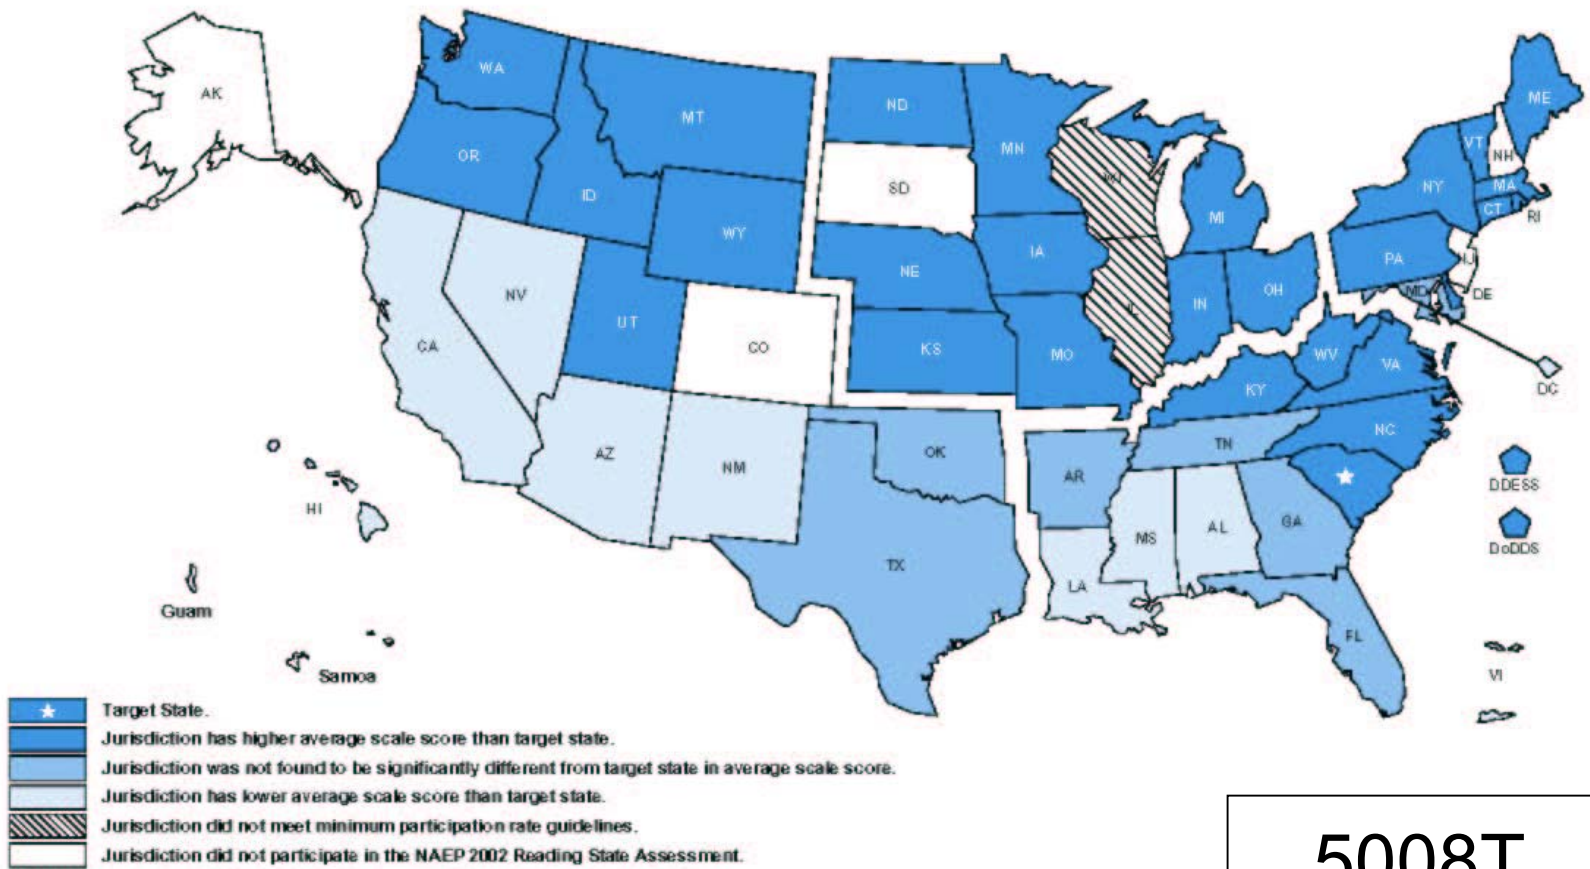 AK
WA
MT
ND
MN
ME
OR
ID
SD
WI
VT
NH
NY
MA
CT
RI
WY
MI
NE
IA
PA
NJ
NV
UT
CO
KS
MO
IL
IN
OH
MD
DE
DC
CA
WV
VA
KY
AZ
NM
OK
AR
TN
NC
DDESS
HI
TX
MS
AL
GA
DoDDS
LA
FL
Guam
Samoa
VI
Target State.
Jurisdiction has higher average scale score than target state.
Jurisdiction was not found to be significantly different from target state in average scale score.
Jurisdiction has lower average scale score than target state.
Jurisdiction did not meet minimum participation rate guidelines.
Jurisdiction did not participate in the NAEP 2002 Reading State Assessment.
5008T